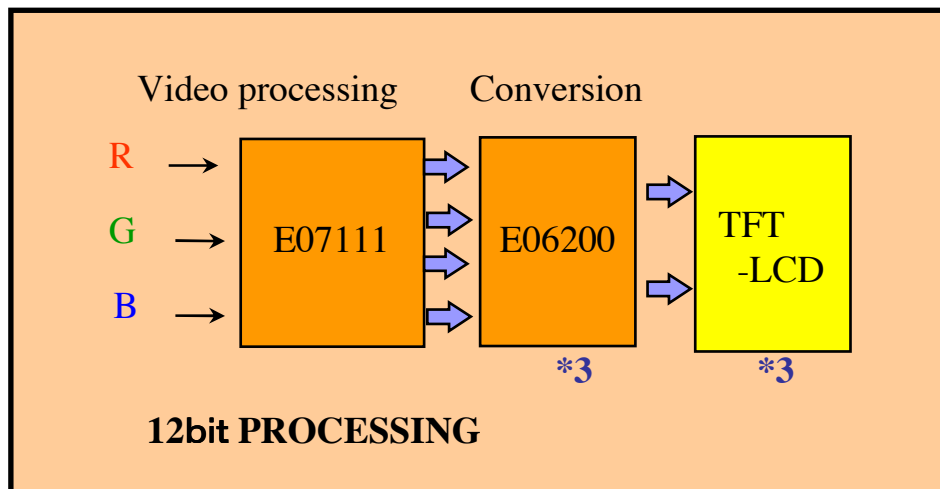 Video processing Conversion
R
G
B
E07111
E06200
TFT
-LCD
*3 *3
12bit PROCESSING